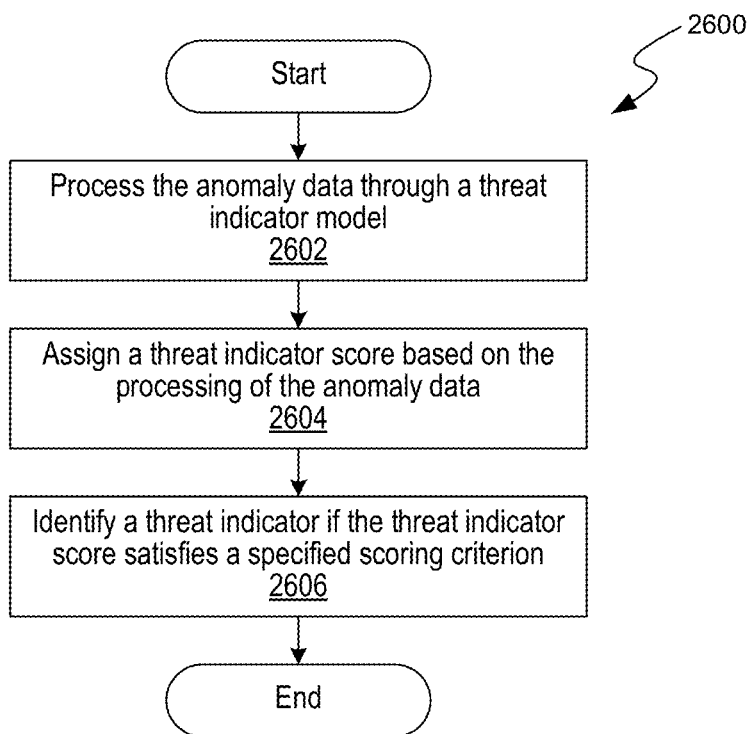 2600
Start
Process the anomaly data through a threat
indicator model
2602
Assign a threat indicator score based on the
processing of the anomaly data
2604
Identify a threat indicator if the threat indicator
score satisfies a specified scoring criterion
2606
End